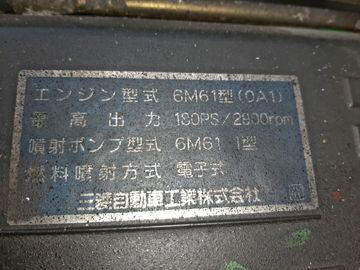 エンジン型式 6M61型(0A1)
最高出力 180PS/2900rpm
噴射ポンプ型式 6M61 1型
燃料噴射方式 電子式
三菱自動車工業株式会社